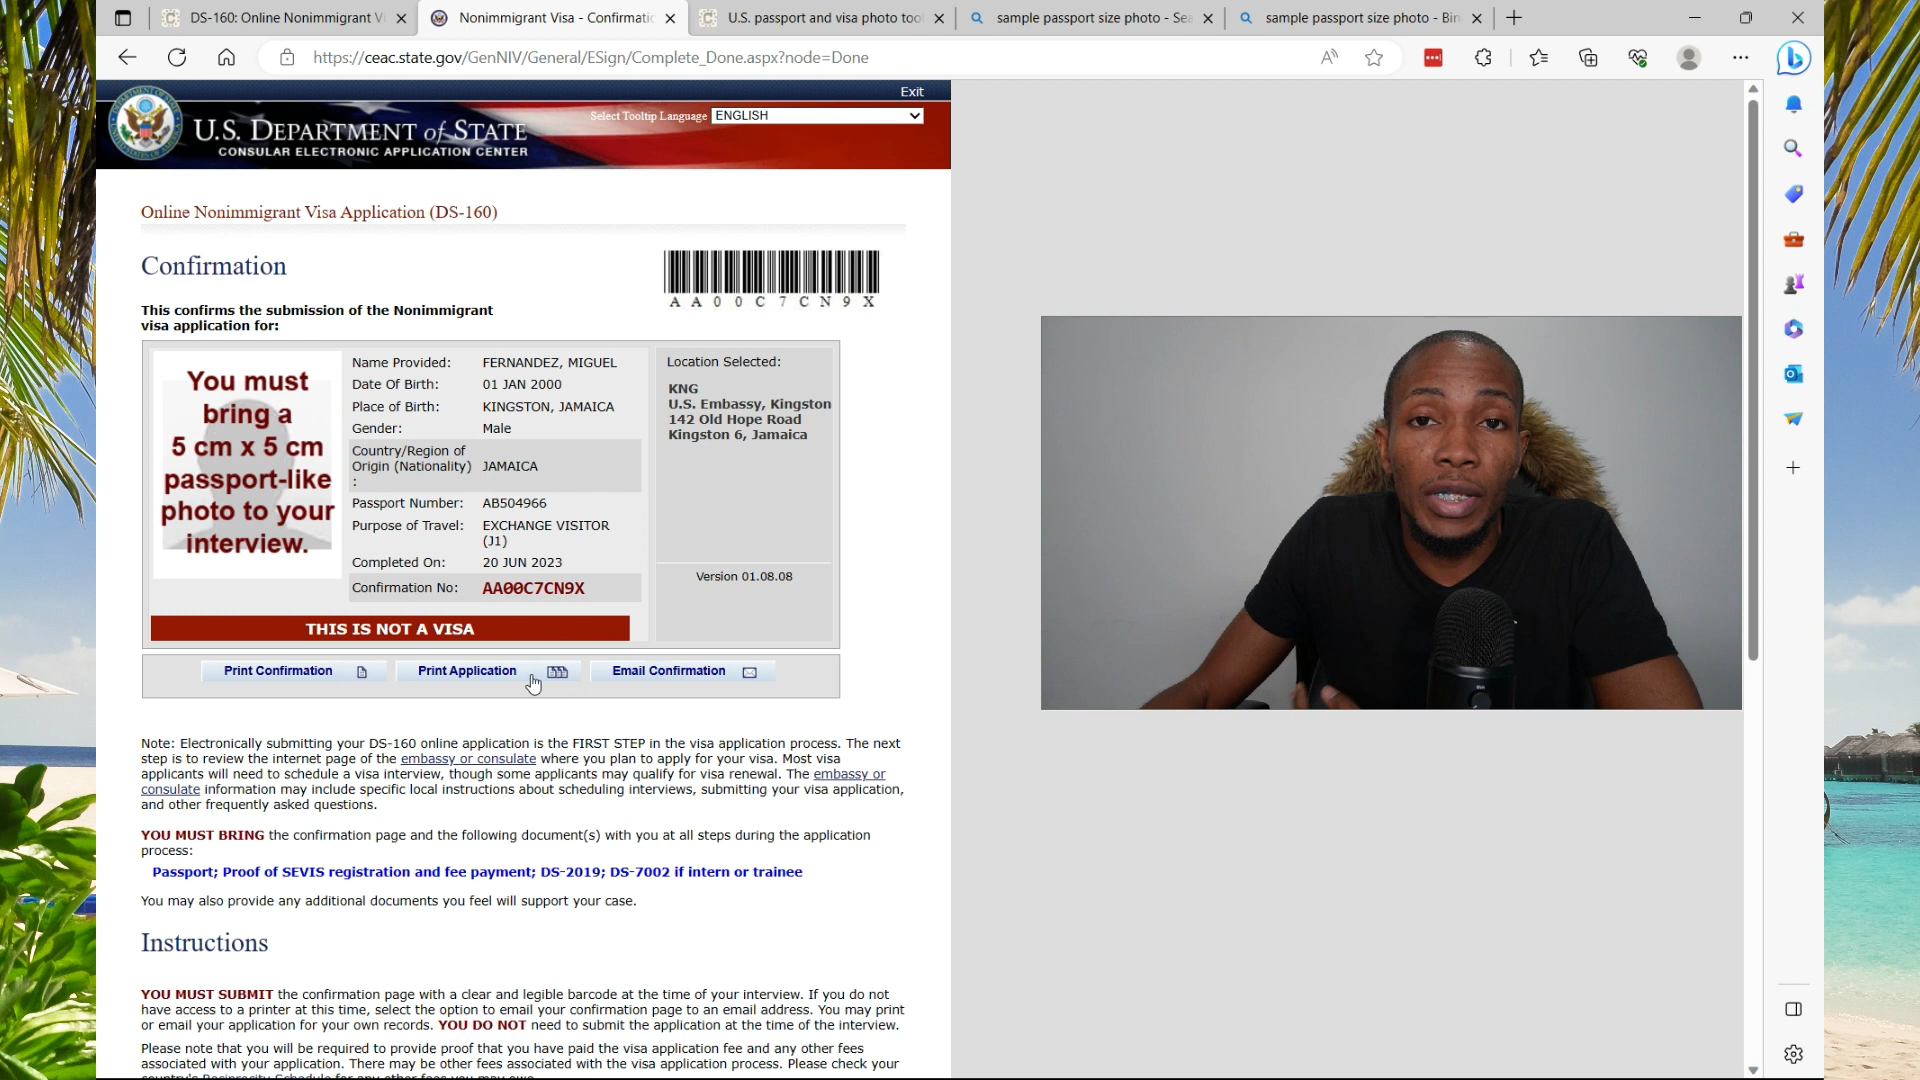 DS-160: Online Nonimmigrant Vi
Nonimmigrant Visa - Confirmatio
U.S. passport and visa photo tool
sample passport size photo - Sea
sample passport size photo - Bin
https://ceac.state.gov/GenNIV/General/ESign/Complete_Done.aspx?node=Done
Exit
Select Tooltip Language ENGLISH
U.S. DEPARTMENT of STATE
CONSULAR ELECTRONIC APPLICATION CENTER
Online Nonimmigrant Visa Application (DS-160)
Confirmation
AA00C7CN9X
This confirms the submission of the Nonimmigrant
visa application for:
You must
bring a
5 cm x 5 cm
passport-like
photo to your
interview.
Name Provided: FERNANDEZ, MIGUEL
Date Of Birth: 01 JAN 2000
Place of Birth: KINGSTON, JAMAICA
Gender: Male
Country/Region of
Origin (Nationality) JAMAICA
:
Passport Number: AB504966
Purpose of Travel: EXCHANGE VISITOR
(J1)
Completed On: 20 JUN 2023
Confirmation No: AA00C7CN9X
Location Selected:
KNG
U.S. Embassy, Kingston
142 Old Hope Road
Kingston 6, Jamaica
Version 01.08.08
THIS IS NOT A VISA
Print Confirmation
Print Application
Email Confirmation
Note: Electronically submitting your DS-160 online application is the FIRST STEP in the visa application process. The next
step is to review the internet page of the embassy or consulate where you plan to apply for your visa. Most visa
applicants will need to schedule a visa interview, though some applicants may qualify for visa renewal. The embassy or
consulate information may include specific local instructions about scheduling interviews, submitting your visa application,
and other frequently asked questions.
YOU MUST BRING the confirmation page and the following document(s) with you at all steps during the application
process:
Passport; Proof of SEVIS registration and fee payment; DS-2019; DS-7002 if intern or trainee
You may also provide any additional documents you feel will support your case.
Instructions
YOU MUST SUBMIT the confirmation page with a clear and legible barcode at the time of your interview. If you do not
have access to a printer at this time, select the option to email your confirmation page to an email address. You may print
or email your application for your own records. YOU DO NOT need to submit the application at the time of the interview.
Please note that you will be required to provide proof that you have paid the visa application fee and any other fees
associated with your application. There may be other fees associated with the visa application process. Please check your
country's Reciprocity Schedule for any other fees you may owe.